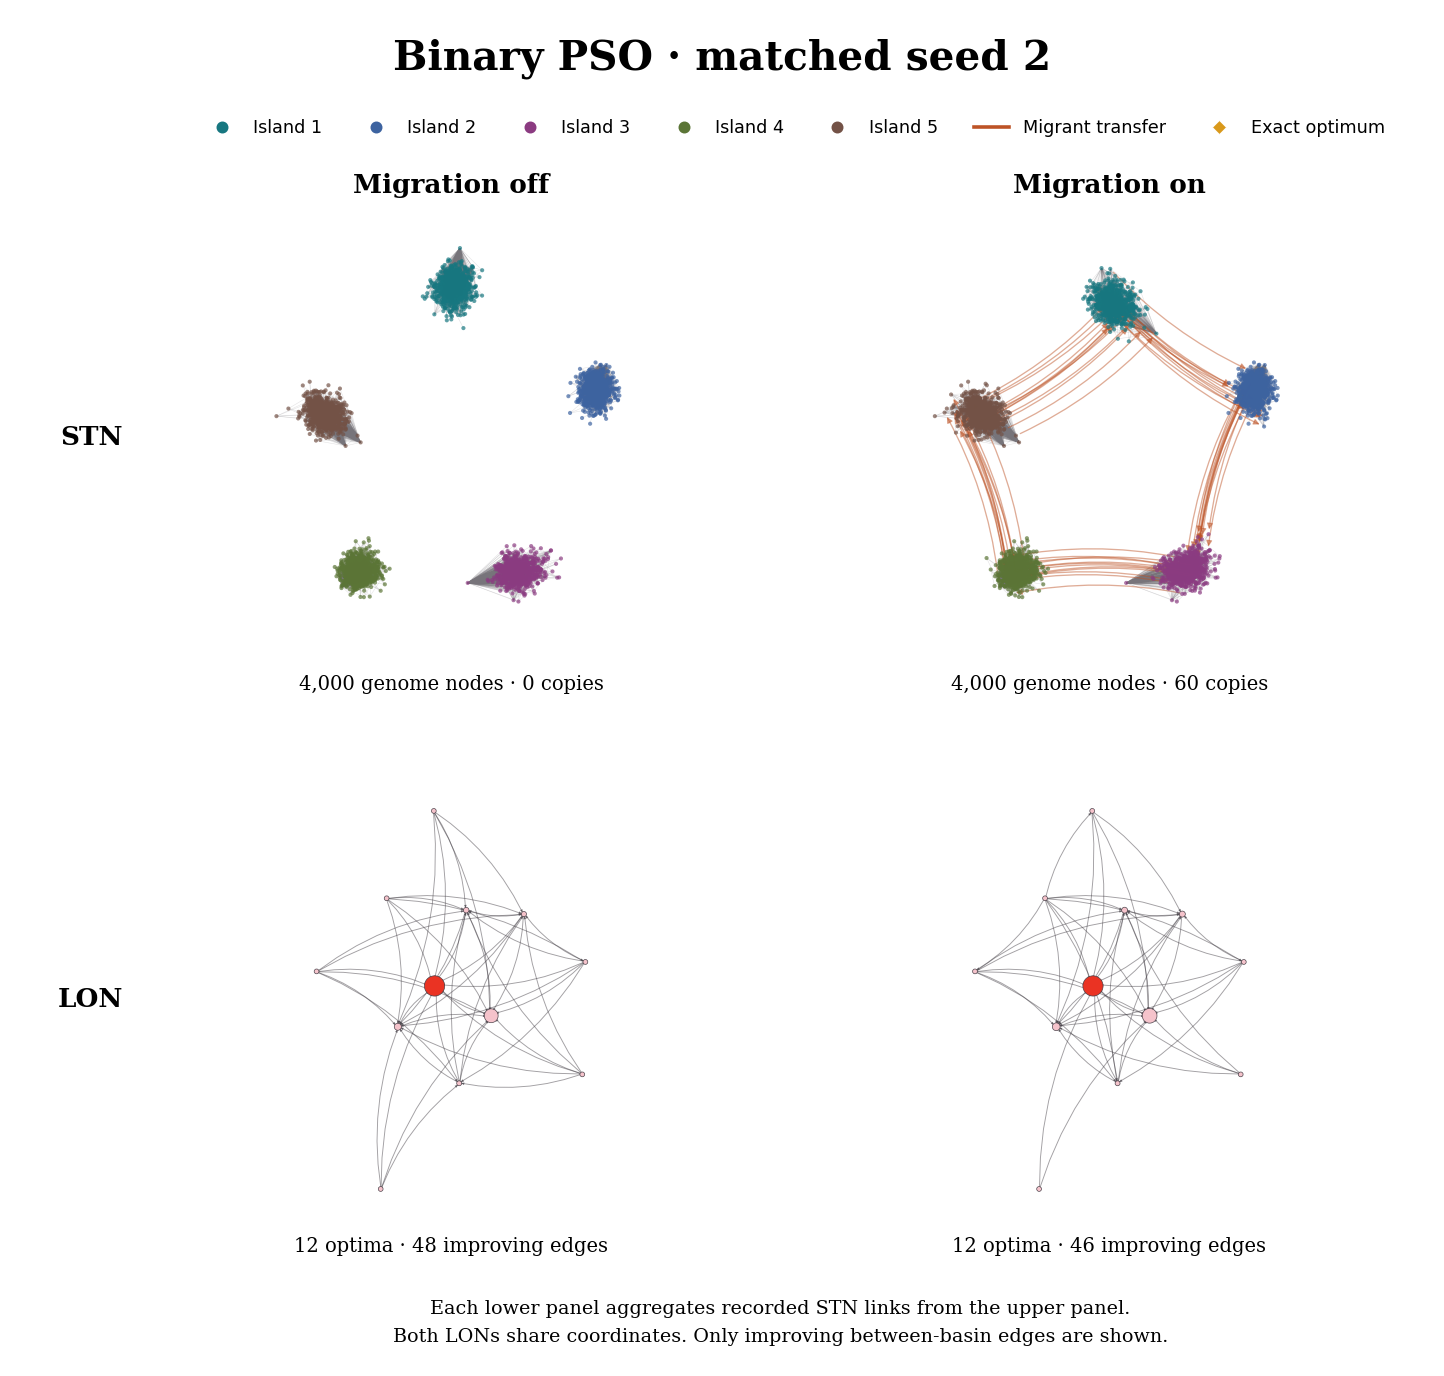 Binary PSO · matched seed 2
Island 1 Island 2 Island 3 Island 4 Island 5 Migrant transfer Exact optimum
Migration off Migration on
STN
4,000 genome nodes · 0 copies 4,000 genome nodes · 60 copies
LON
12 optima · 48 improving edges 12 optima · 46 improving edges
Each lower panel aggregates recorded STN links from the upper panel.
Both LONs share coordinates. Only improving between-basin edges are shown.